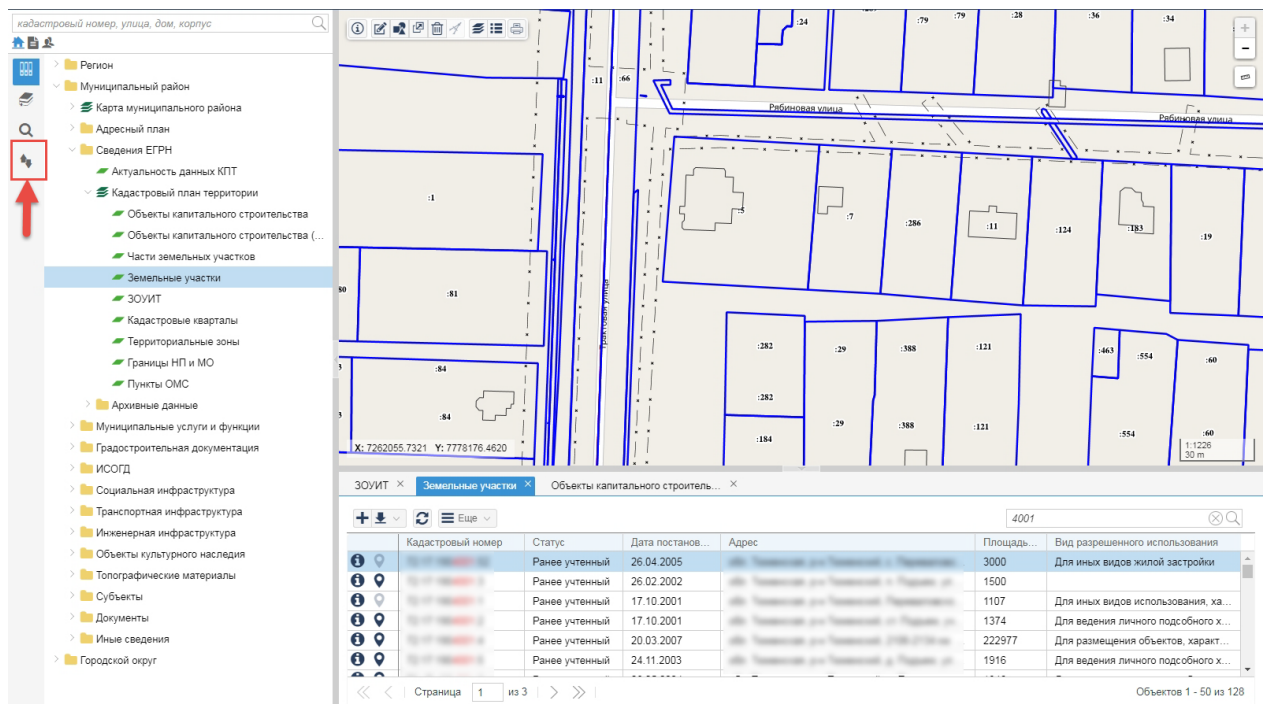 кадастровый номер, улица, дом, корпус
Регион
Муниципальный район
Карта муниципального района
Адресный план
Сведения ЕГРН
Актуальность данных КПТ
Кадастровый план территории
Объекты капитального строительства
Объекты капитального строительства (...
Части земельных участков
Земельные участки
ЗОУИТ
Кадастровые кварталы
Территориальные зоны
Границы НП и МО
Пункты ОМС
Архивные данные
Муниципальные услуги и функции
Градостроительная документация
ИСОГД
Социальная инфраструктура
Транспортная инфраструктура
Инженерная инфраструктура
Объекты культурного наследия
Топографические материалы
Субъекты
Документы
Иные сведения
Городской округ
:24 :79 :79 :28 :36 :34
:11 :66
Рябиновая улица
Рябиновая улица
:1
:5 :7 :286 :11 :124 :183 :19
Трактовая улица
80 :81
:282 :29 :388 :121 :463 :554 :60
:84
:282
:84 :29 :388 :121 :554 :60
:184
X: 7262055.7321 Y: 7778176.4620
1:1226
30 m
ЗОУИТ Земельные участки Объекты капитального строитель...
Еще 4001
Кадастровый номер Статус Дата постанов... Адрес Площадь... Вид разрешенного использования
Ранее учтенный 26.04.2005 3000 Для иных видов жилой застройки
Ранее учтенный 26.02.2002 1500
Ранее учтенный 17.10.2001 1107 Для иных видов использования, ха...
Ранее учтенный 17.10.2001 1374 Для ведения личного подсобного х...
Ранее учтенный 20.03.2007 222977 Для размещения объектов, характ...
Ранее учтенный 24.11.2003 1916 Для ведения личного подсобного х...
Страница 1 из 3 Объектов 1 - 50 из 128